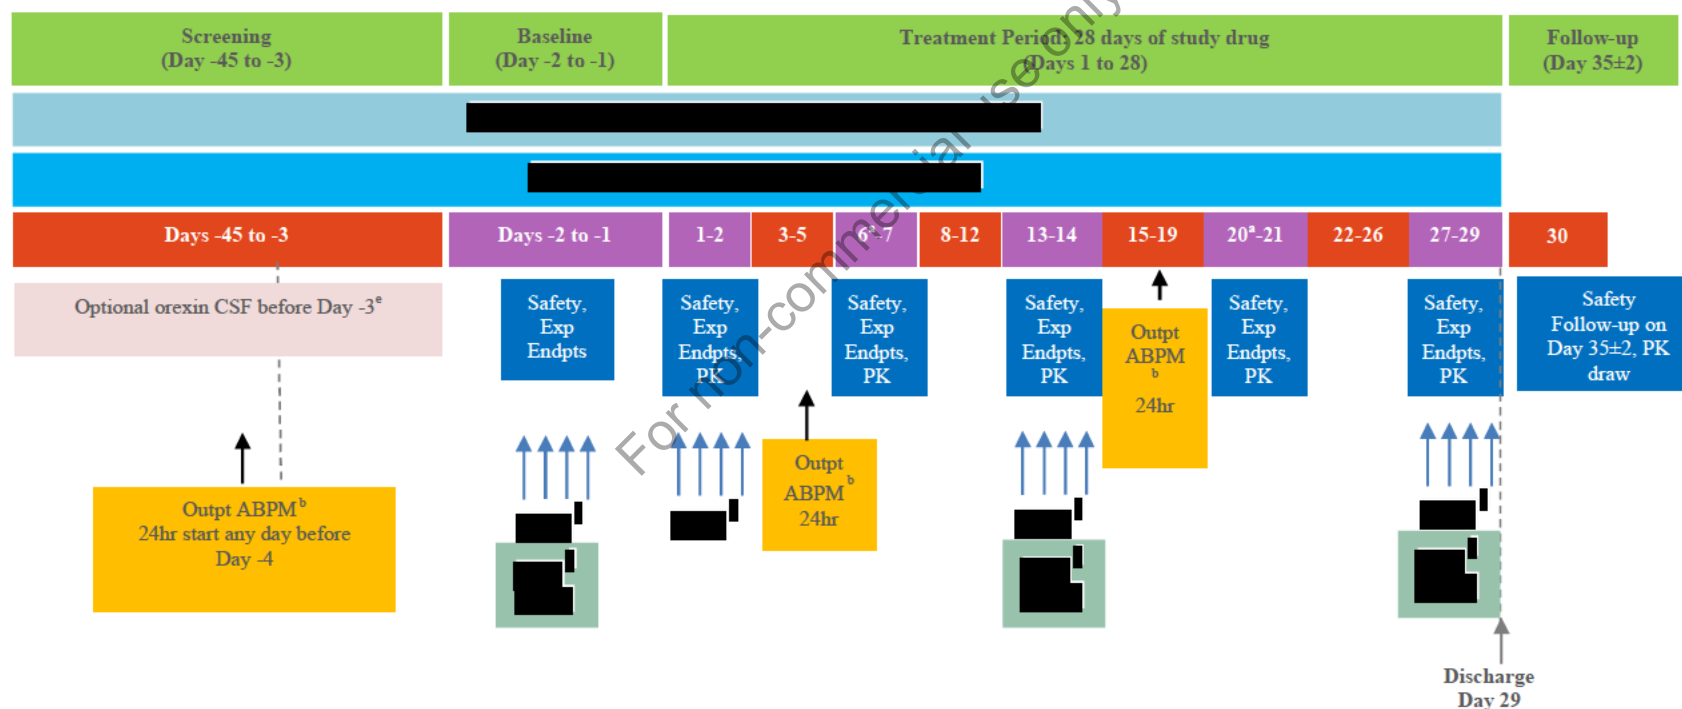 Screening
(Day -45 to -3)
Baseline
(Day -2 to -1)
Treatment Period: 28 days of study drug
(Days 1 to 28)
Follow-up
(Day 35±2)
Days -45 to -3
Days -2 to -1
1-2
3-5
6ª-7
8-12
13-14
15-19
20ª-21
22-26
27-29
30
Optional orexin CSF before Day -3ᵉ
Safety,
Exp
Endpts
Safety,
Exp
Endpts,
PK
Safety,
Exp
Endpts,
PK
Safety,
Exp
Endpts,
PK
Outpt
ABPM
b
24hr
Safety,
Exp
Endpts,
PK
Safety,
Exp
Endpts,
PK
Safety
Follow-up on
Day 35±2, PK
draw
Outpt ABPMᵇ
24hr start any day before
Day -4
Outpt
ABPMᵇ
24hr
Discharge
Day 29
For non-commercial use only